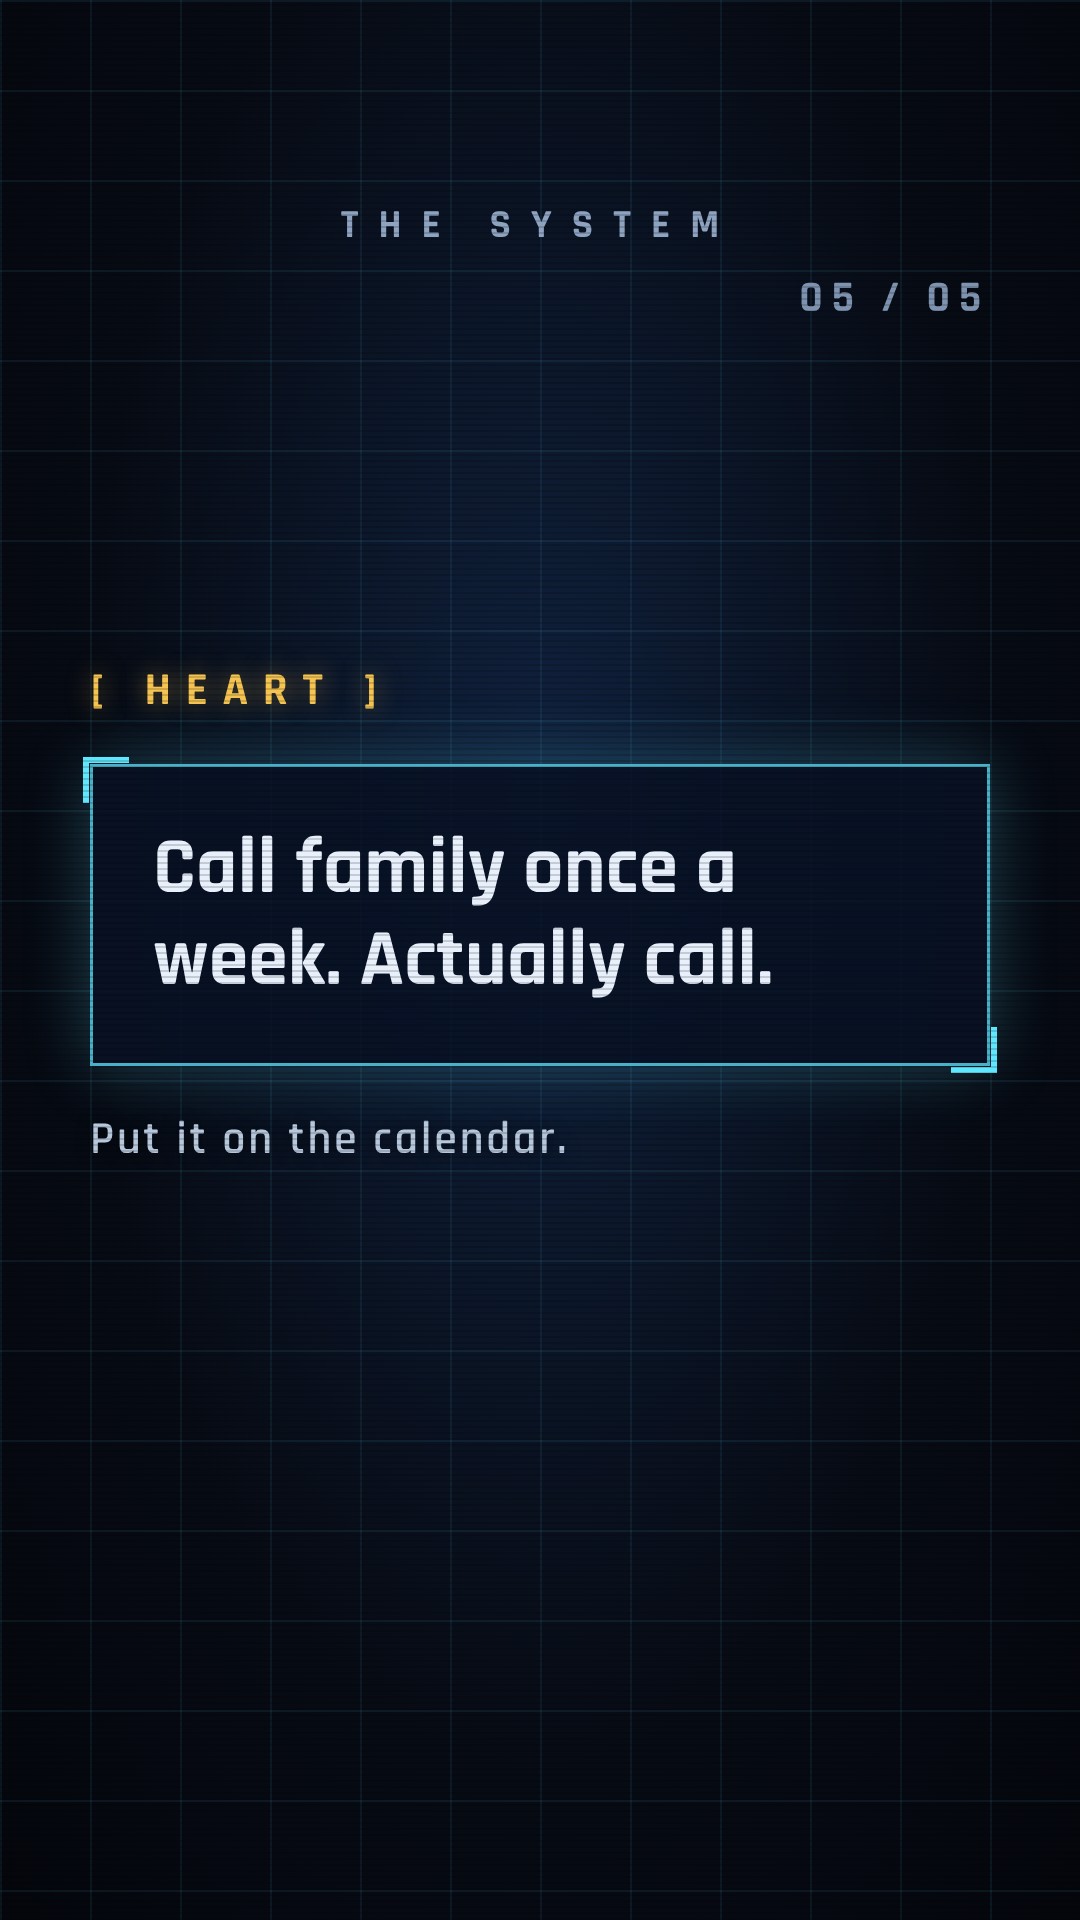 THE SYSTEM
05 / 05
[ HEART ]
Call family once a
week. Actually call.
Put it on the calendar.